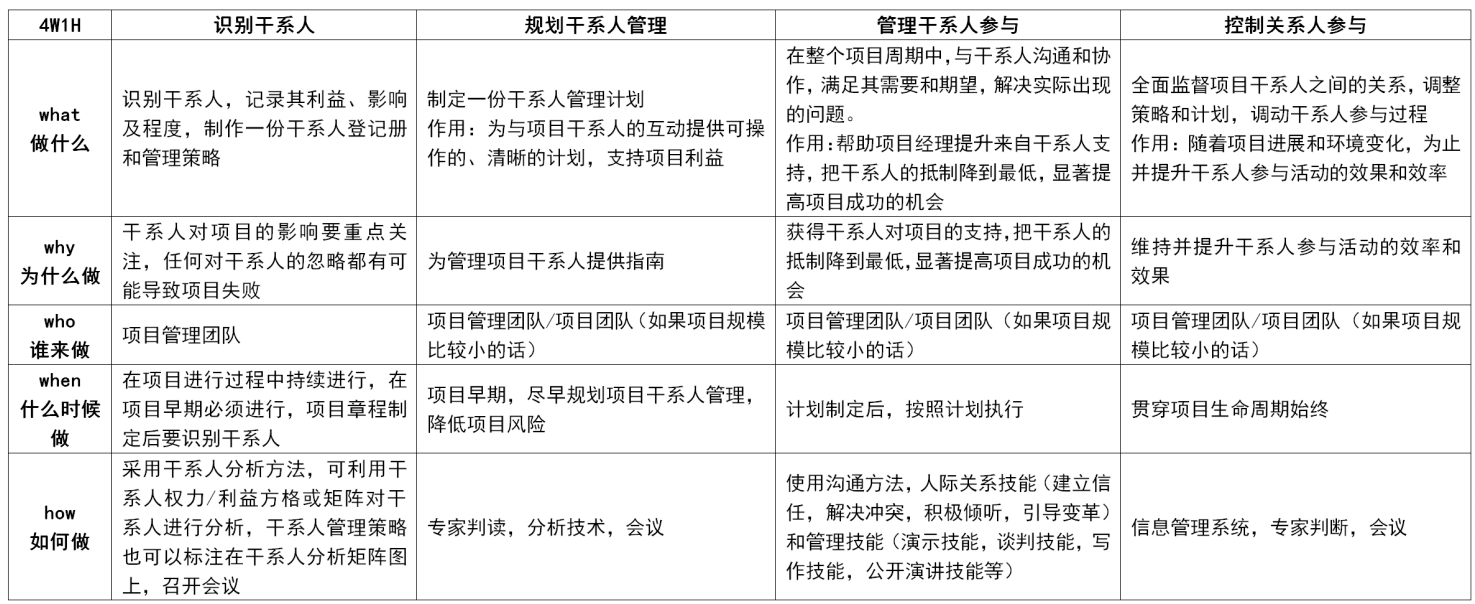 4W1H
识别干系人
规划干系人管理
管理干系人参与
控制关系人参与
what
做什么
识别干系人，记录其利益、影响
及程度，制作一份干系人登记册
和管理策略
制定一份干系人管理计划
作用：为与项目干系人的互动提供可操
作的、清晰的计划，支持项目利益
在整个项目周期中,与干系人沟通和协
作，满足其需要和期望，解决实际出现
的问题。
作用:帮助项目经理提升来自干系人支
持,把干系人的抵制降到最低,显著提
高项目成功的机会
全面监督项目干系人之间的关系，调整
策略和计划，调动干系人参与过程
作用：随着项目进展和环境变化，为止
并提升干系人参与活动的效果和效率
why
为什么做
干系人对项目的影响要重点关
注，任何对干系人的忽略都有可
能导致项目失败
为管理项目干系人提供指南
获得干系人对项目的支持,把干系人的
抵制降到最低,显著提高项目成功的机
会
维持并提升干系人参与活动的效率和
效果
who
谁来做
项目管理团队
项目管理团队/项目团队（如果项目规模
比较小的话）
项目管理团队/项目团队（如果项目规
模比较小的话）
项目管理团队/项目团队（如果项目规
模比较小的话）
when
什么时候
做
在项目进行过程中持续进行，在
项目早期必须进行，项目章程制
定后要识别干系人
项目早期，尽早规划项目干系人管理，
降低项目风险
计划制定后，按照计划执行
贯穿项目生命周期始终
how
如何做
采用干系人分析方法，可利用干
系人权力/利益方格或矩阵对干
系人进行分析，干系人管理策略
也可以标注在干系人分析矩阵图
上，召开会议
专家判读，分析技术，会议
使用沟通方法，人际关系技能（建立信
任，解决冲突，积极倾听，引导变革）
和管理技能（演示技能，谈判技能，写
作技能，公开演讲技能等）
信息管理系统，专家判断，会议